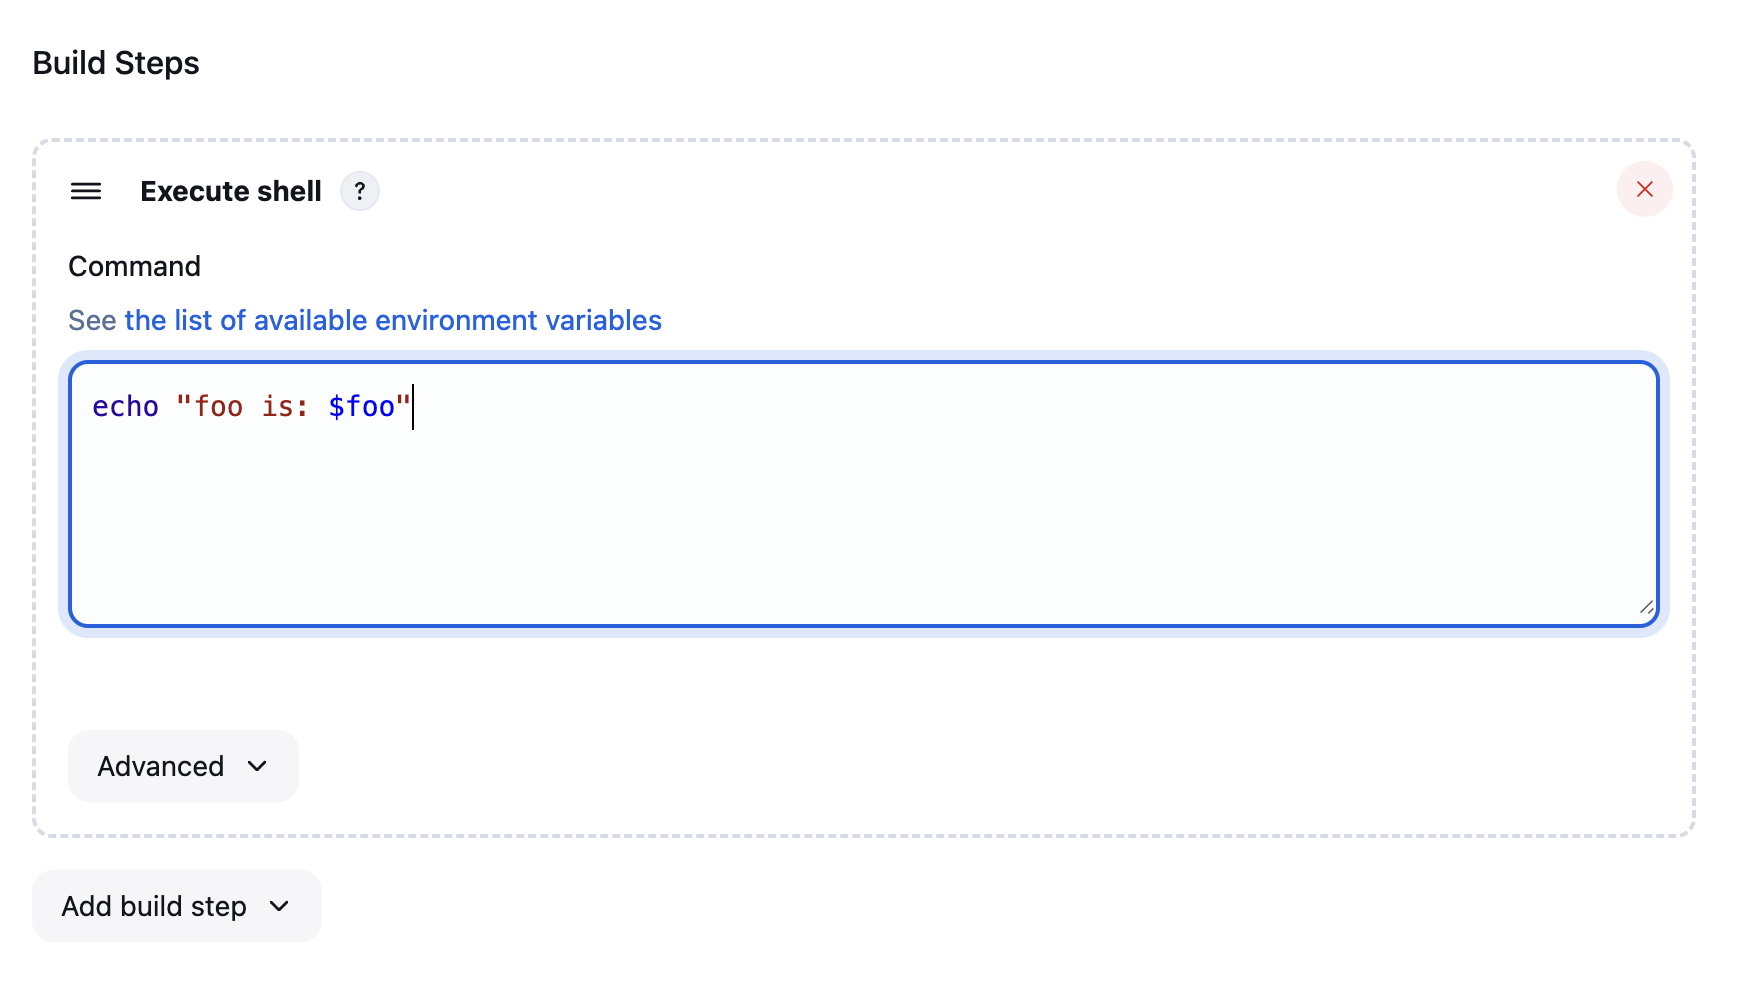 Build Steps
Execute shell ?
Command
See the list of available environment variables
echo "foo is: $foo"
Advanced
Add build step